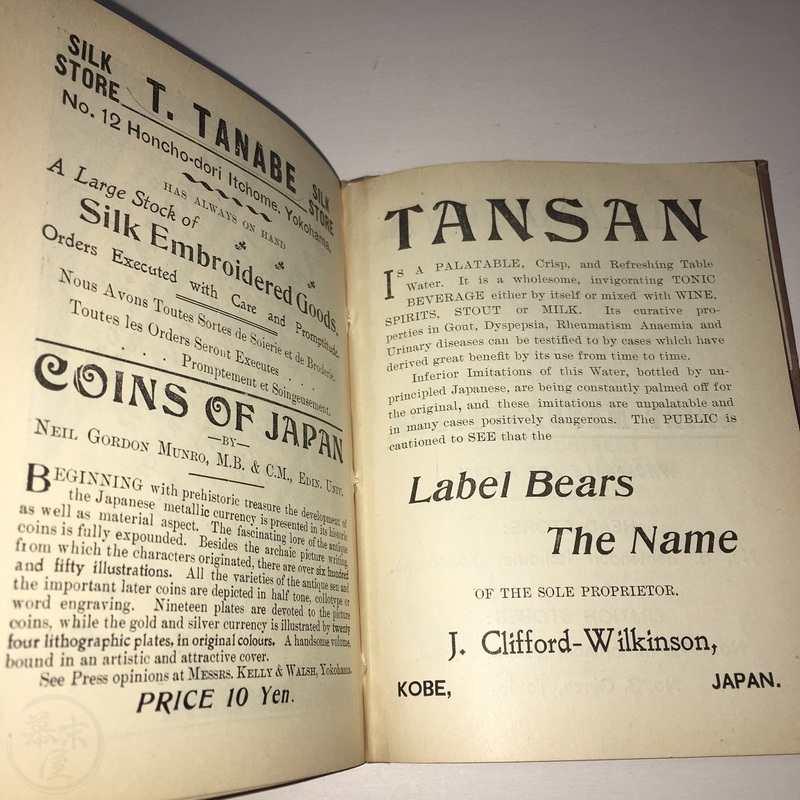 SILK STORE T. TANABE SILK STORE
No. 12 Honcho-dori Itchome, Yokohama.
HAS ALWAYS ON HAND
A Large Stock of
Silk Embroidered Goods.
Orders Executed with Care and Promptitude.
Nous Avons Toutes Sortes de Soierie et de Broderie.
Toutes les Ordres Seront Executes . . .
. . . Promptement et Soingeusement.
COINS OF JAPAN
—BY—
NEIL GORDON MUNRO, M.B. & C.M., EDIN. UNIV.
BEGINNING with prehistoric treasure the development of
the Japanese metallic currency is presented in its historic
as well as material aspect. The fascinating lore of the antique
coins is fully expounded. Besides the archaic picture writing,
from which the characters originated, there are over six hundred
and fifty illustrations. All the varieties of the antique sen and
the important later coins are depicted in half tone, collotype or
word engraving. Nineteen plates are devoted to the picture
coins, while the gold and silver currency is illustrated by twenty
four lithographic plates, in original colours. A handsome volume,
bound in an artistic and attractive cover.
See Press opinions at MESSRS. KELLY & WALSH, Yokohama.
PRICE 10 Yen.
幕末屋
TANSAN
IS A PALATABLE, Crisp, and Refreshing Table
Water. It is a wholesome, invigorating TONIC
BEVERAGE either by itself or mixed with WINE,
SPIRITS, STOUT or MILK. Its curative pro-
perties in Gout, Dyspepsia, Rheumatism Anaemia and
Urinary diseases can be testified to by cases which have
derived great benefit by its use from time to time.
Inferior Imitations of this Water, bottled by un-
principled Japanese, are being constantly palmed off for
the original, and these imitations are unpalatable and
in many cases positively dangerous. The PUBLIC is
cautioned to SEE that the
Label Bears
The Name
OF THE SOLE PROPRIETOR.
J. Clifford-Wilkinson,
KOBE, JAPAN.